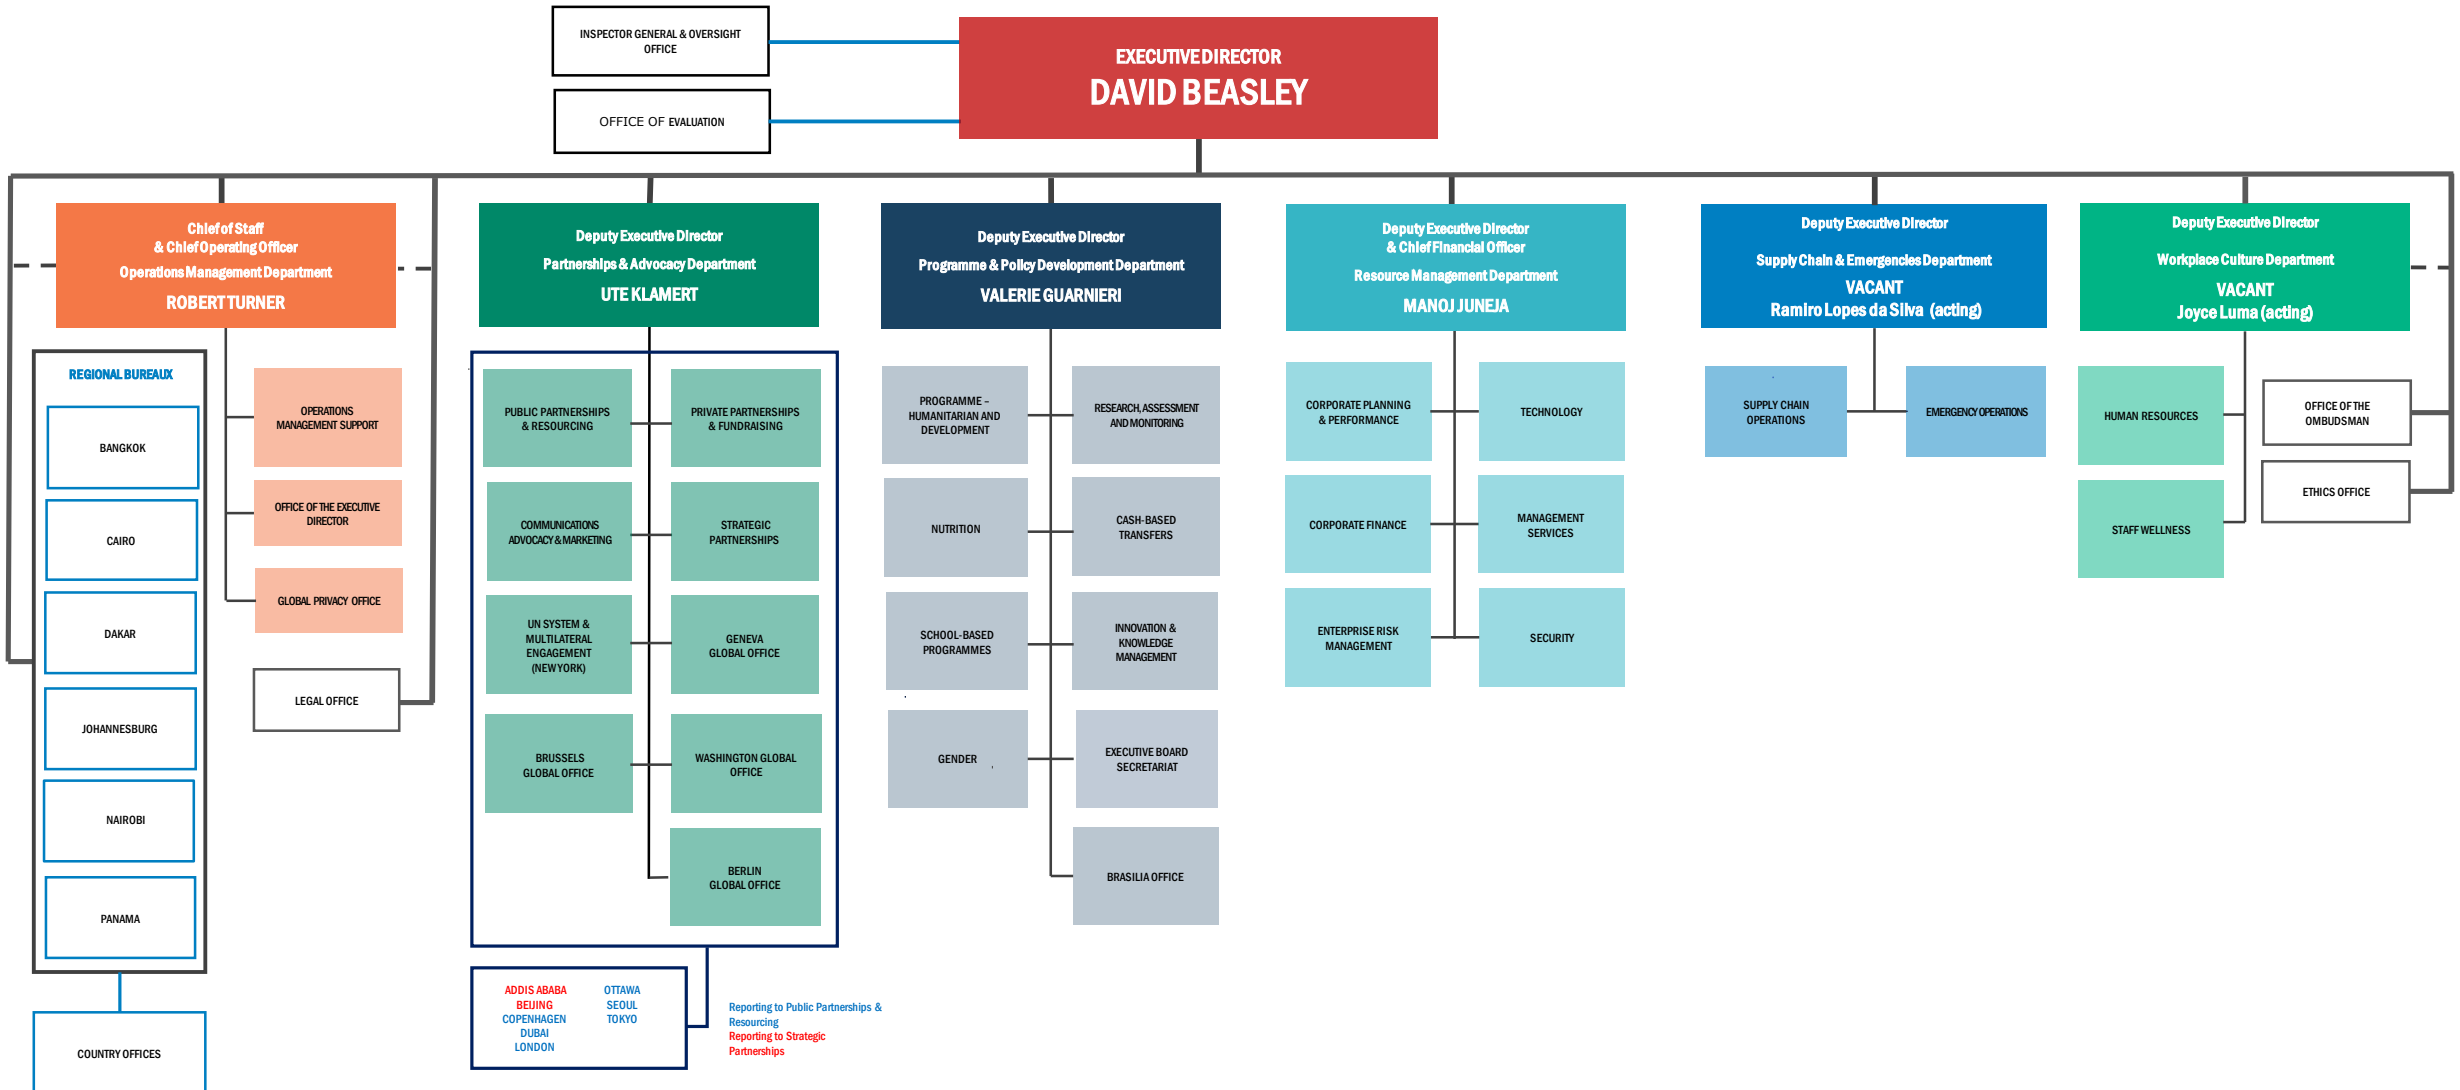 INSPECTOR GENERAL & OVERSIGHT
OFFICE
OFFICE OF EVALUATION
EXECUTIVE DIRECTOR
DAVID BEASLEY
Chief of Staff
& Chief Operating Officer
Operations Management Department
ROBERT TURNER
REGIONAL BUREAUX
BANGKOK
CAIRO
DAKAR
JOHANNESBURG
NAIROBI
PANAMA
COUNTRY OFFICES
OPERATIONS
MANAGEMENT SUPPORT
OFFICE OF THE EXECUTIVE
DIRECTOR
GLOBAL PRIVACY OFFICE
LEGAL OFFICE
Deputy Executive Director
Partnerships & Advocacy Department
UTE KLAMERT
PUBLIC PARTNERSHIPS
& RESOURCING
PRIVATE PARTNERSHIPS
& FUNDRAISING
COMMUNICATIONS
ADVOCACY & MARKETING
STRATEGIC
PARTNERSHIPS
UN SYSTEM &
MULTILATERAL
ENGAGEMENT
(NEW YORK)
GENEVA
GLOBAL OFFICE
BRUSSELS
GLOBAL OFFICE
WASHINGTON GLOBAL
OFFICE
BERLIN
GLOBAL OFFICE
ADDIS ABABA
BEIJING
COPENHAGEN
DUBAI
LONDON
OTTAWA
SEOUL
TOKYO
Reporting to Public Partnerships &
Resourcing
Reporting to Strategic
Partnerships
Deputy Executive Director
Programme & Policy Development Department
VALERIE GUARNIERI
PROGRAMME –
HUMANITARIAN AND
DEVELOPMENT
RESEARCH, ASSESSMENT
AND MONITORING
NUTRITION
CASH-BASED
TRANSFERS
SCHOOL-BASED
PROGRAMMES
INNOVATION &
KNOWLEDGE
MANAGEMENT
GENDER
EXECUTIVE BOARD
SECRETARIAT
BRASILIA OFFICE
Deputy Executive Director
& Chief Financial Officer
Resource Management Department
MANOJ JUNEJA
CORPORATE PLANNING
& PERFORMANCE
TECHNOLOGY
CORPORATE FINANCE
MANAGEMENT
SERVICES
ENTERPRISE RISK
MANAGEMENT
SECURITY
Deputy Executive Director
Supply Chain & Emergencies Department
VACANT
Ramiro Lopes da Silva (acting)
SUPPLY CHAIN
OPERATIONS
EMERGENCY OPERATIONS
Deputy Executive Director
Workplace Culture Department
VACANT
Joyce Luma (acting)
HUMAN RESOURCES
STAFF WELLNESS
OFFICE OF THE
OMBUDSMAN
ETHICS OFFICE